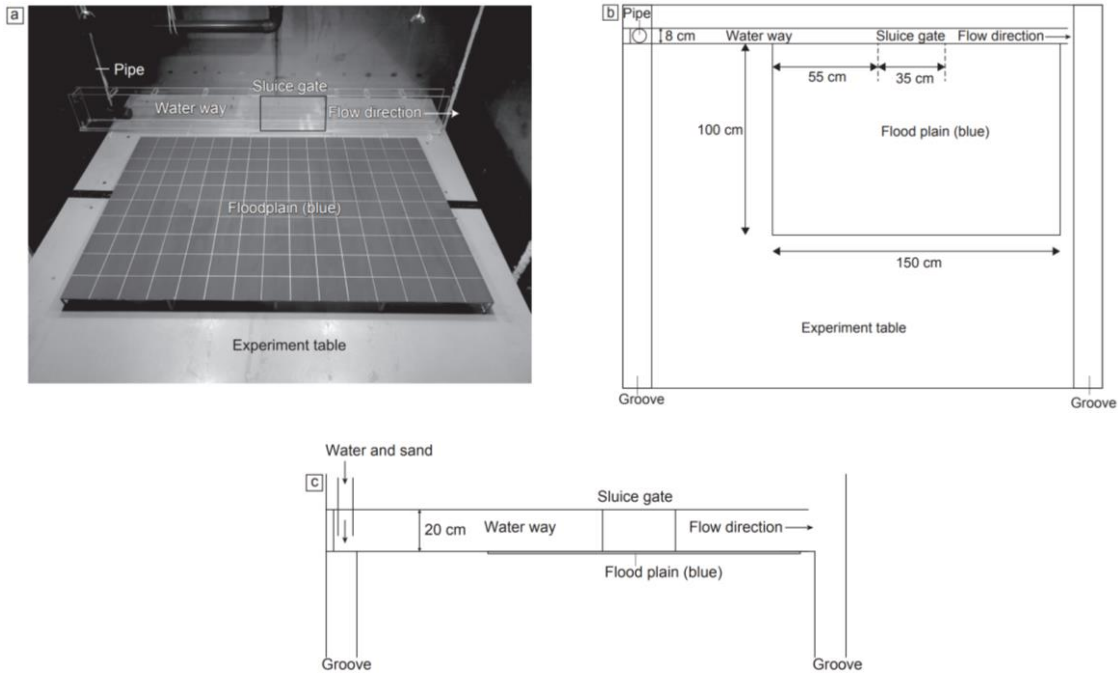 a
Pipe
Sluice gate
Water way
Flow direction
Floodplain (blue)
Experiment table
b
Pipe
8 cm
Water way
Sluice gate
Flow direction
55 cm
35 cm
100 cm
Flood plain (blue)
150 cm
Experiment table
Groove
Groove
Water and sand
c
Sluice gate
20 cm
Water way
Flow direction
Flood plain (blue)
Groove
Groove